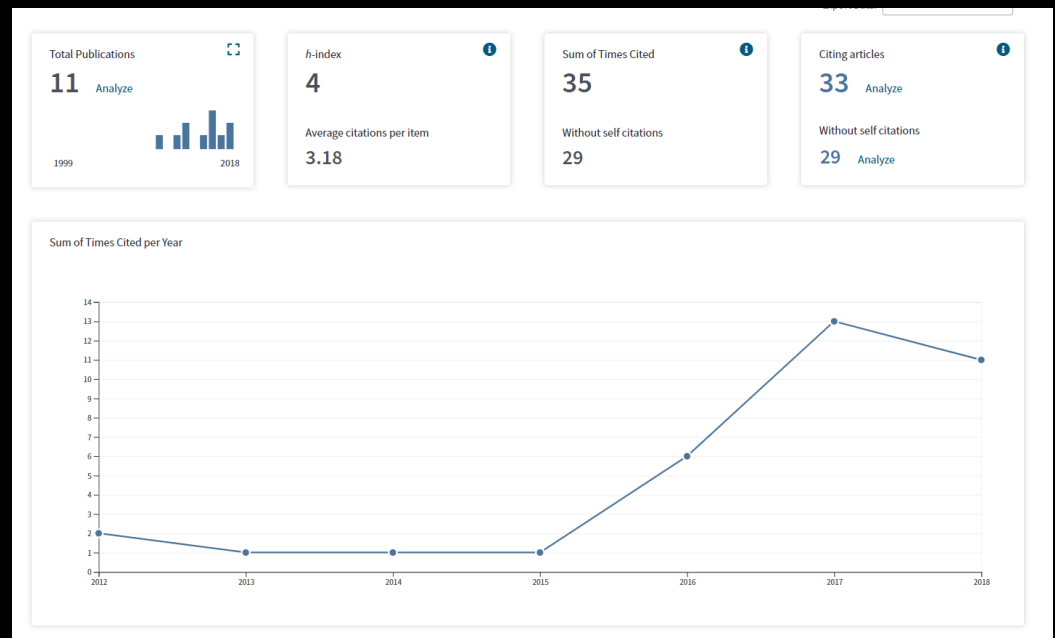 Total Publications
11 Analyze
1999 2018
h-index
4
Average citations per item
3.18
Sum of Times Cited
35
Without self citations
29
Citing articles
33 Analyze
Without self citations
29 Analyze
Sum of Times Cited per Year
14
13
12
11
10
9
8
7
6
5
4
3
2
1
0
2012 2013 2014 2015 2016 2017 2018